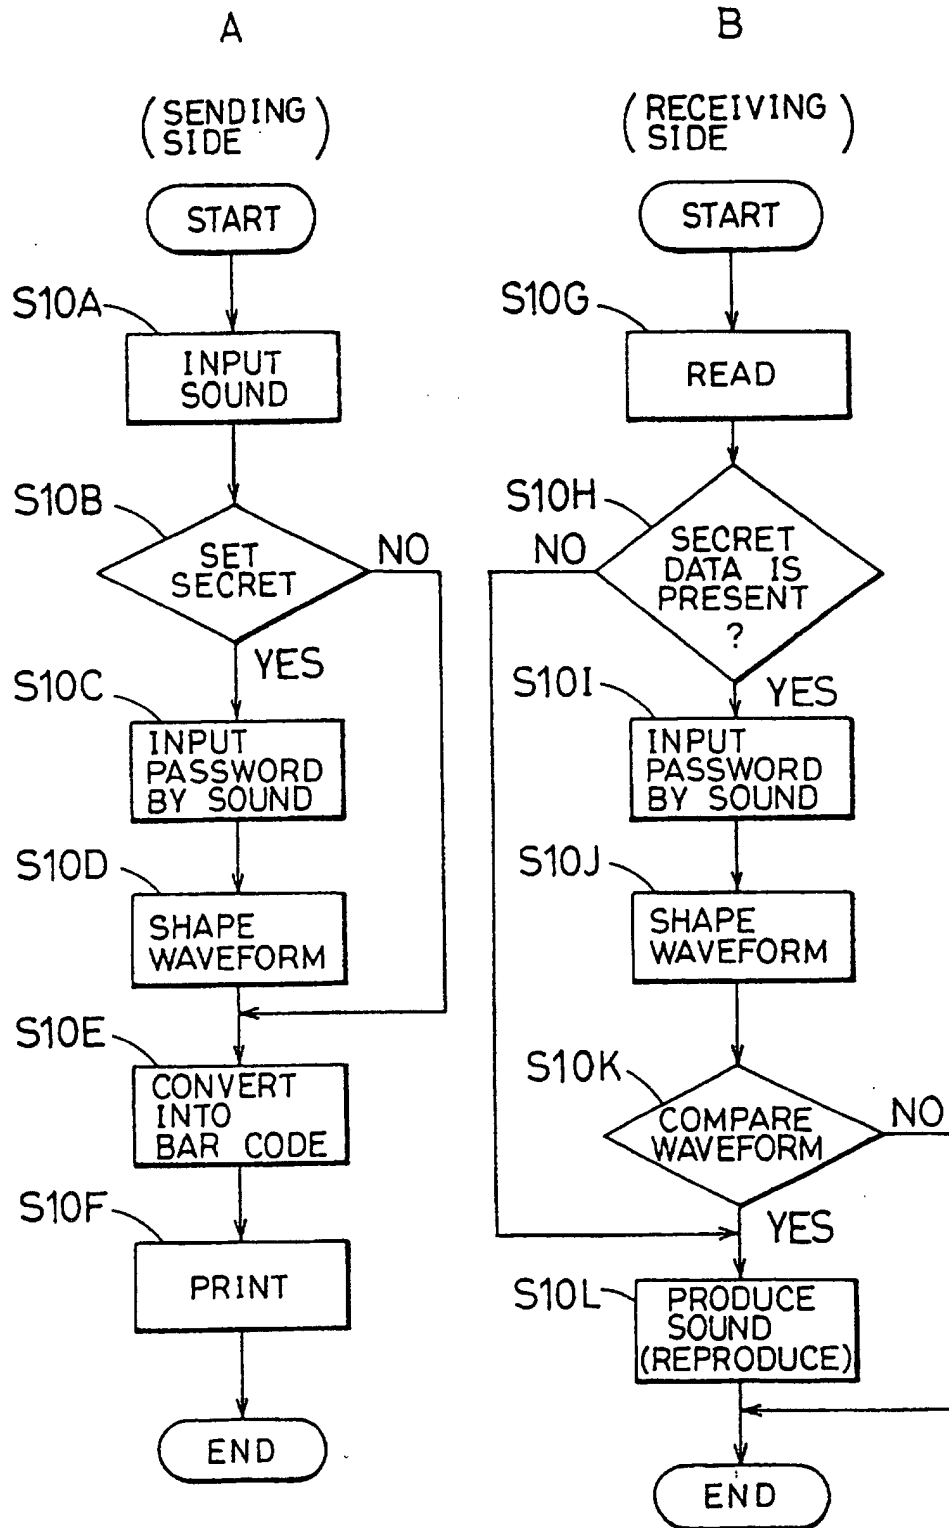 A
(SENDING
SIDE)
START
S10A
INPUT
SOUND
S10B
SET
SECRET
NO
YES
S10C
INPUT
PASSWORD
BY SOUND
S10D
SHAPE
WAVEFORM
S10E
CONVERT
INTO
BAR CODE
S10F
PRINT
END
B
(RECEIVING
SIDE)
START
S10G
READ
S10H
SECRET
DATA IS
PRESENT
?
NO
YES
S10I
INPUT
PASSWORD
BY SOUND
S10J
SHAPE
WAVEFORM
S10K
COMPARE
WAVEFORM
NO
YES
S10L
PRODUCE
SOUND
(REPRODUCE)
END